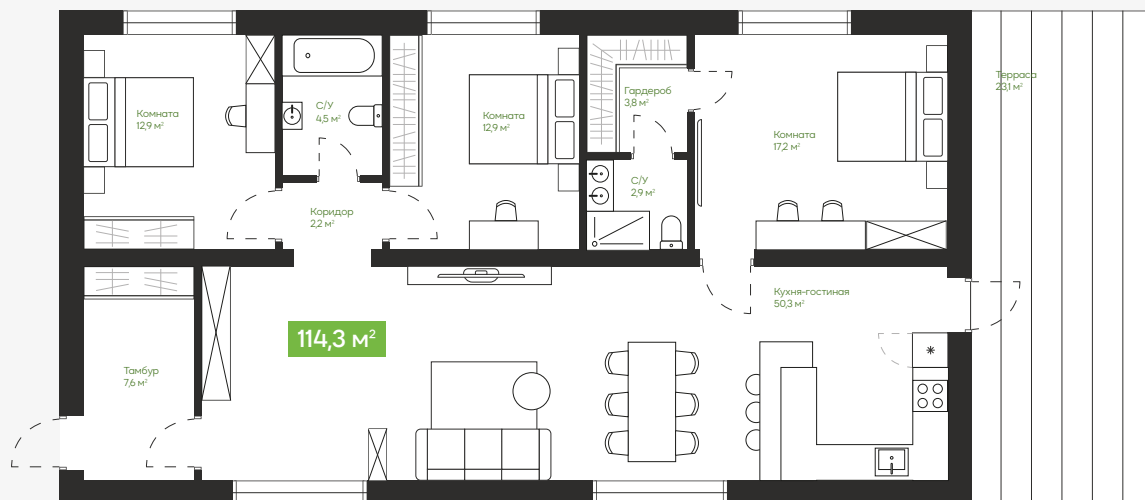 Комната
12,9 м²
С/У
4,5 м²
Комната
12,9 м²
Гардероб
3,8 м²
Комната
17,2 м²
Терраса
23,1 м²
С/У
2,9 м²
Коридор
2,2 м²
Кухня-гостиная
50,3 м²
114,3 м²
Тамбур
7,6 м²